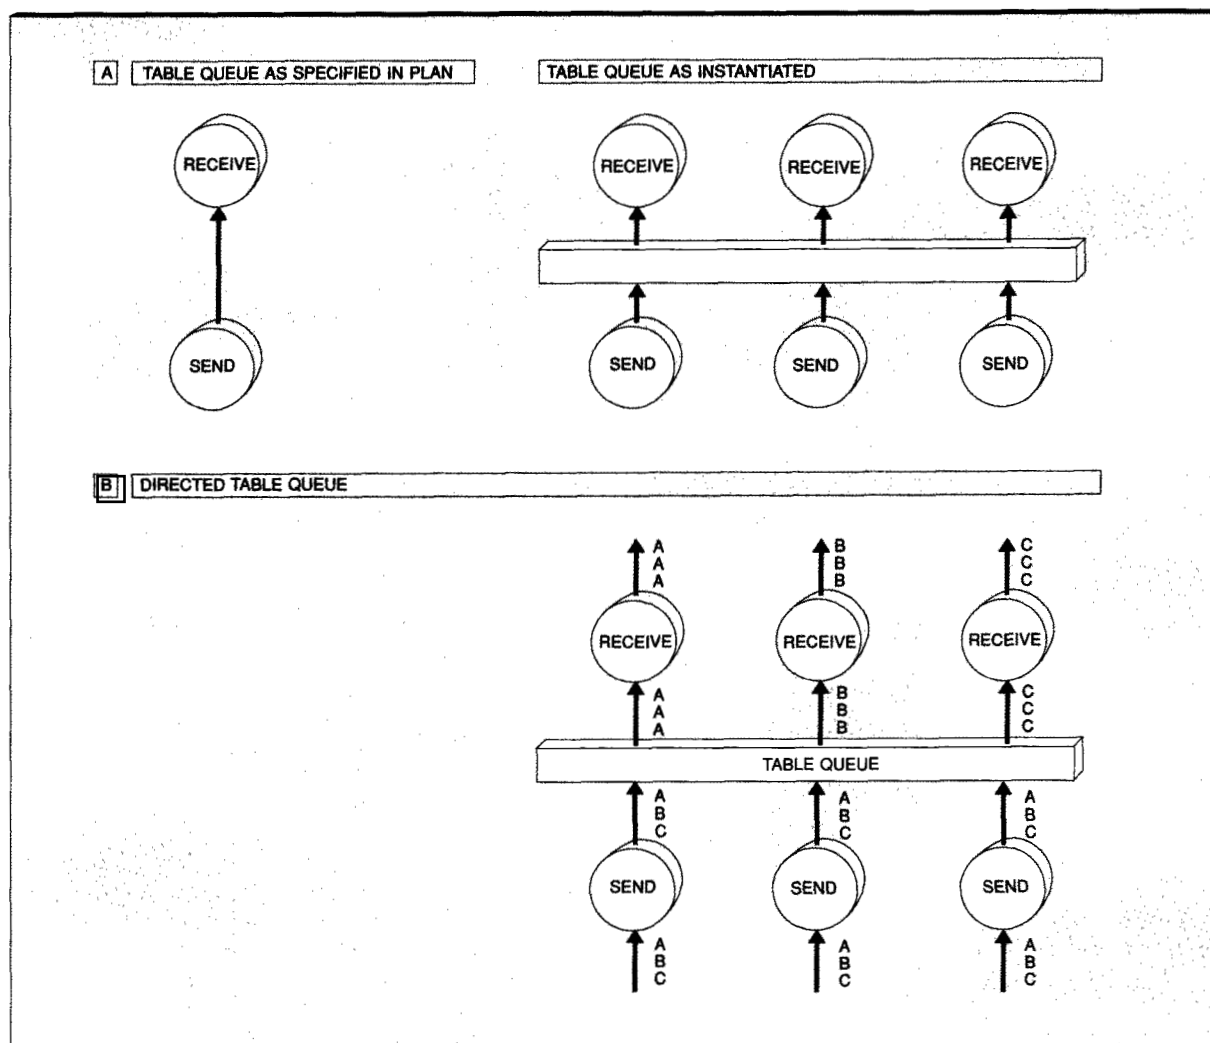 A TABLE QUEUE AS SPECIFIED IN PLAN
TABLE QUEUE AS INSTANTIATED
RECEIVE
RECEIVE
RECEIVE
RECEIVE
SEND
SEND
SEND
SEND
B DIRECTED TABLE QUEUE
A B C
A B C
A B C
RECEIVE RECEIVE RECEIVE
A B C
A B C
A B C
TABLE QUEUE
A A A
B B B
C C C
SEND SEND SEND
A A A
B B B
C C C